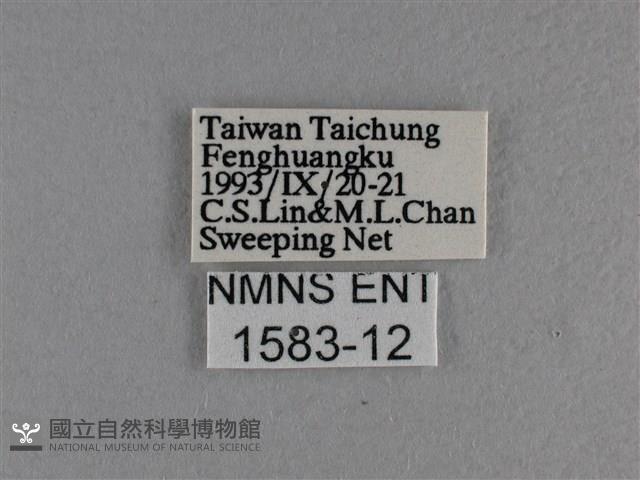 Taiwan Taichung
Fenghuangku
1993/IX/20-21
C.S.Lin&M.L.Chan
Sweeping Net
NMNS ENT
1583-12
國立自然科學博物館
NATIONAL MUSEUM OF NATURAL SCIENCE